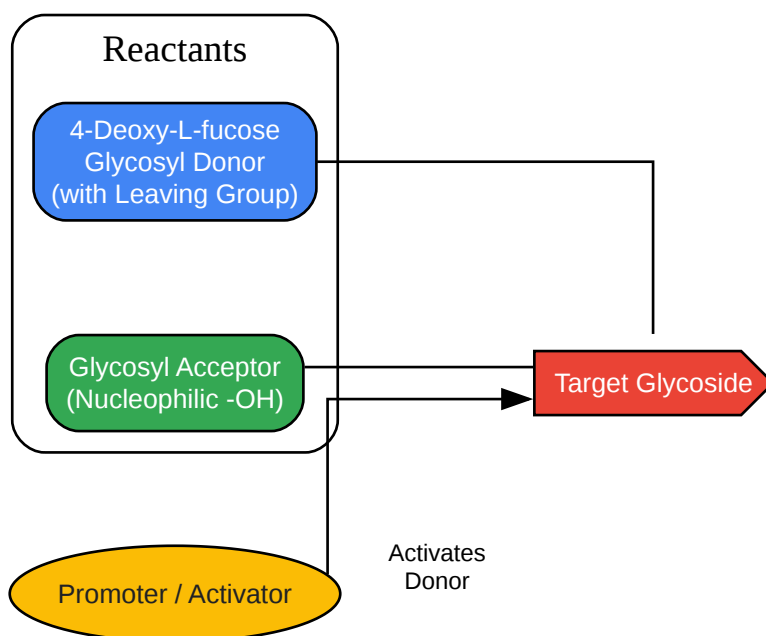 Reactants
4-Deoxy-L-fucose
Glycosyl Donor
(with Leaving Group)
Glycosyl Acceptor
(Nucleophilic -OH)
Target Glycoside
Activates
Donor
Promoter / Activator